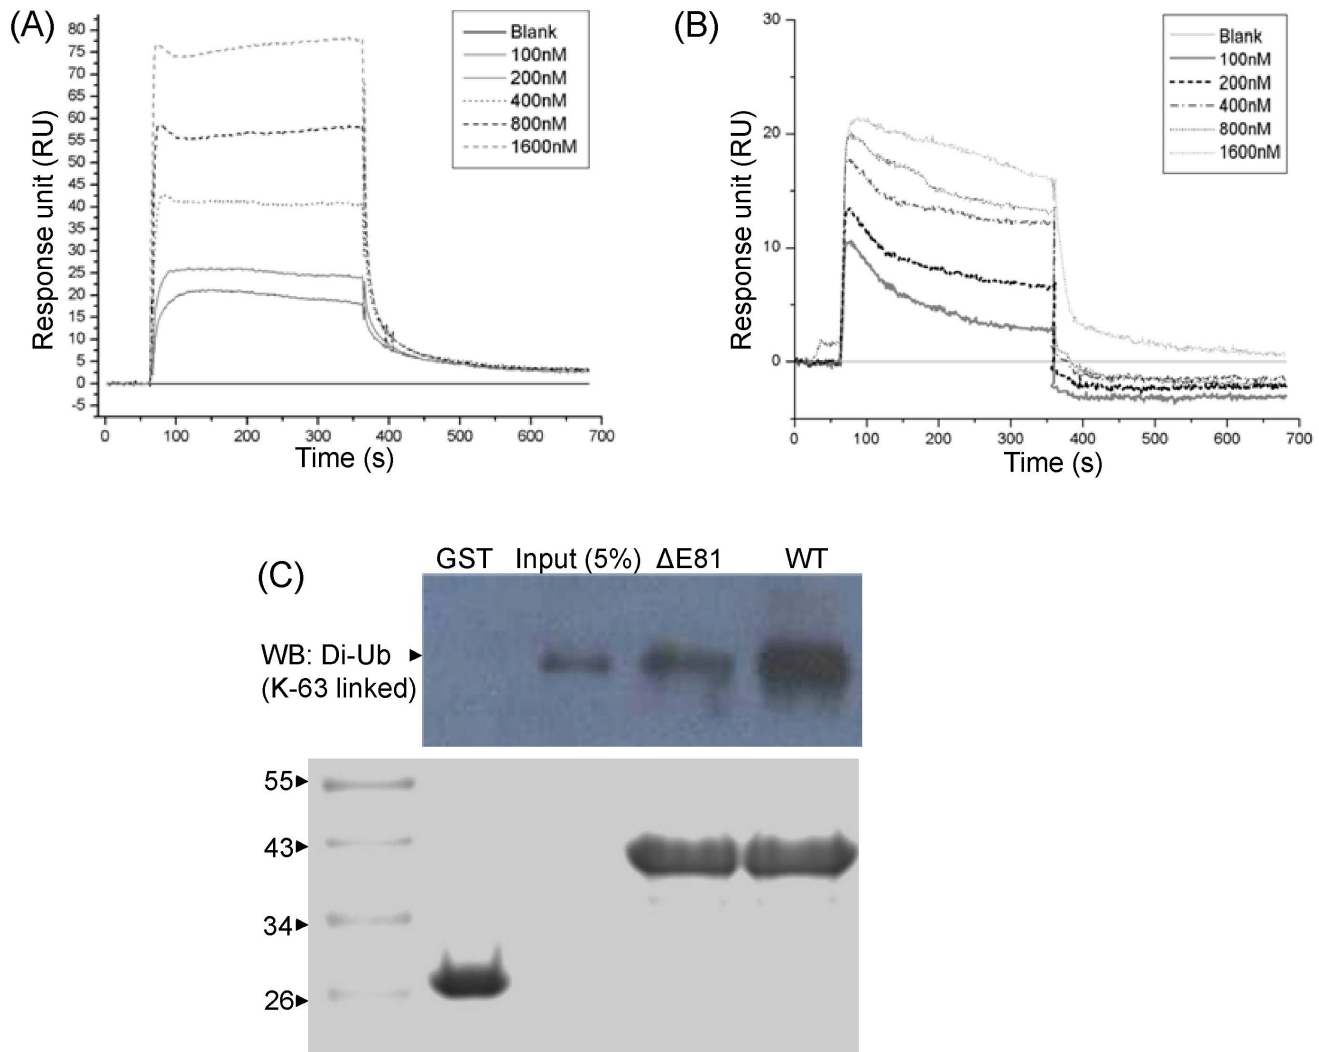 (A)
Response unit (RU)
80
75
70
65
60
55
50
45
40
35
30
25
20
15
10
5
0
-5
0 100 200 300 400 500 600 700
Time (s)
Blank
100nM
200nM
400nM
800nM
1600nM
(B)
Response unit (RU)
30
20
10
0
0 100 200 300 400 500 600 700
Time (s)
Blank
100nM
200nM
400nM
800nM
1600nM
(C)
GST Input (5%) ΔE81 WT
WB: Di-Ub
(K-63 linked)
55
43
34
26